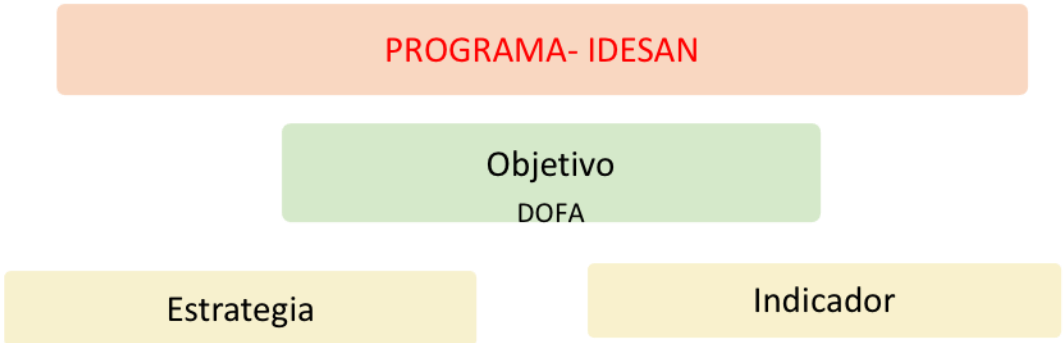 PROGRAMA- IDESAN
Objetivo
DOFA
Estrategia
Indicador